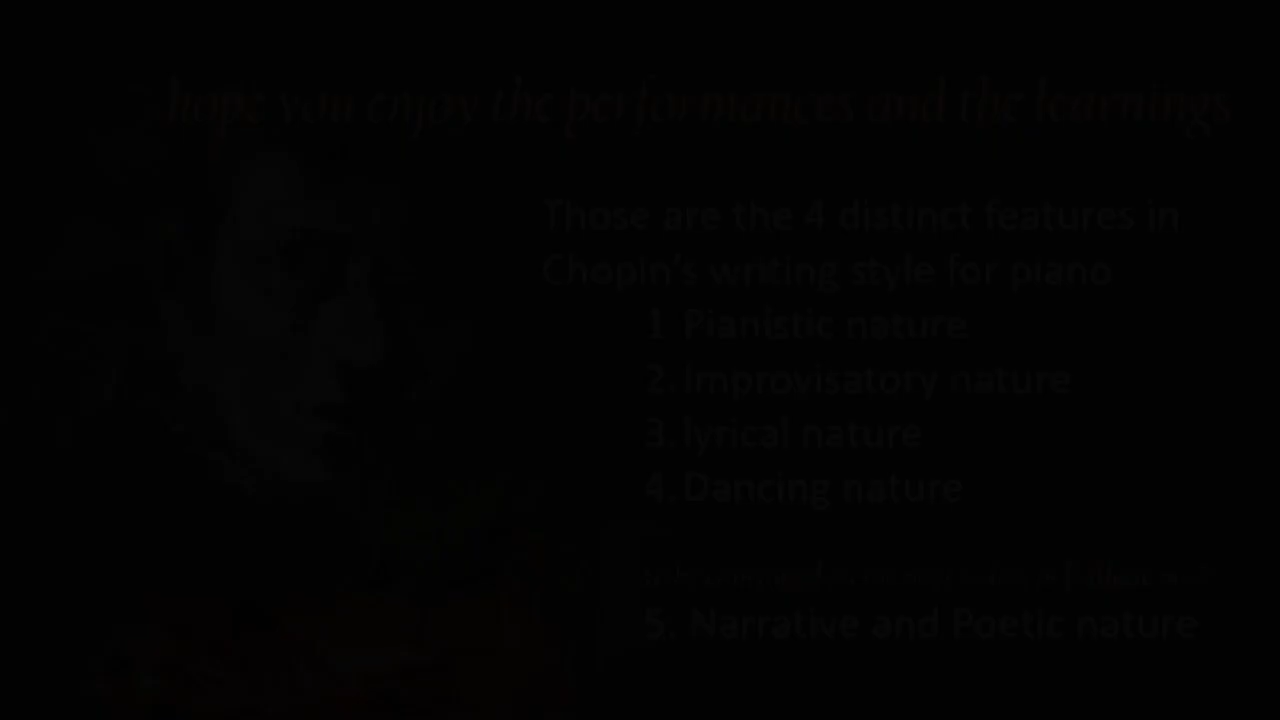 hope you enjoy the performances and the learnings
Those are the 4 distinct features in
Chopin's writing style for piano
1 Pianistic nature
2. Improvisatory nature
3. lyrical nature
4. Dancing nature
5. Narrative and Poetic nature